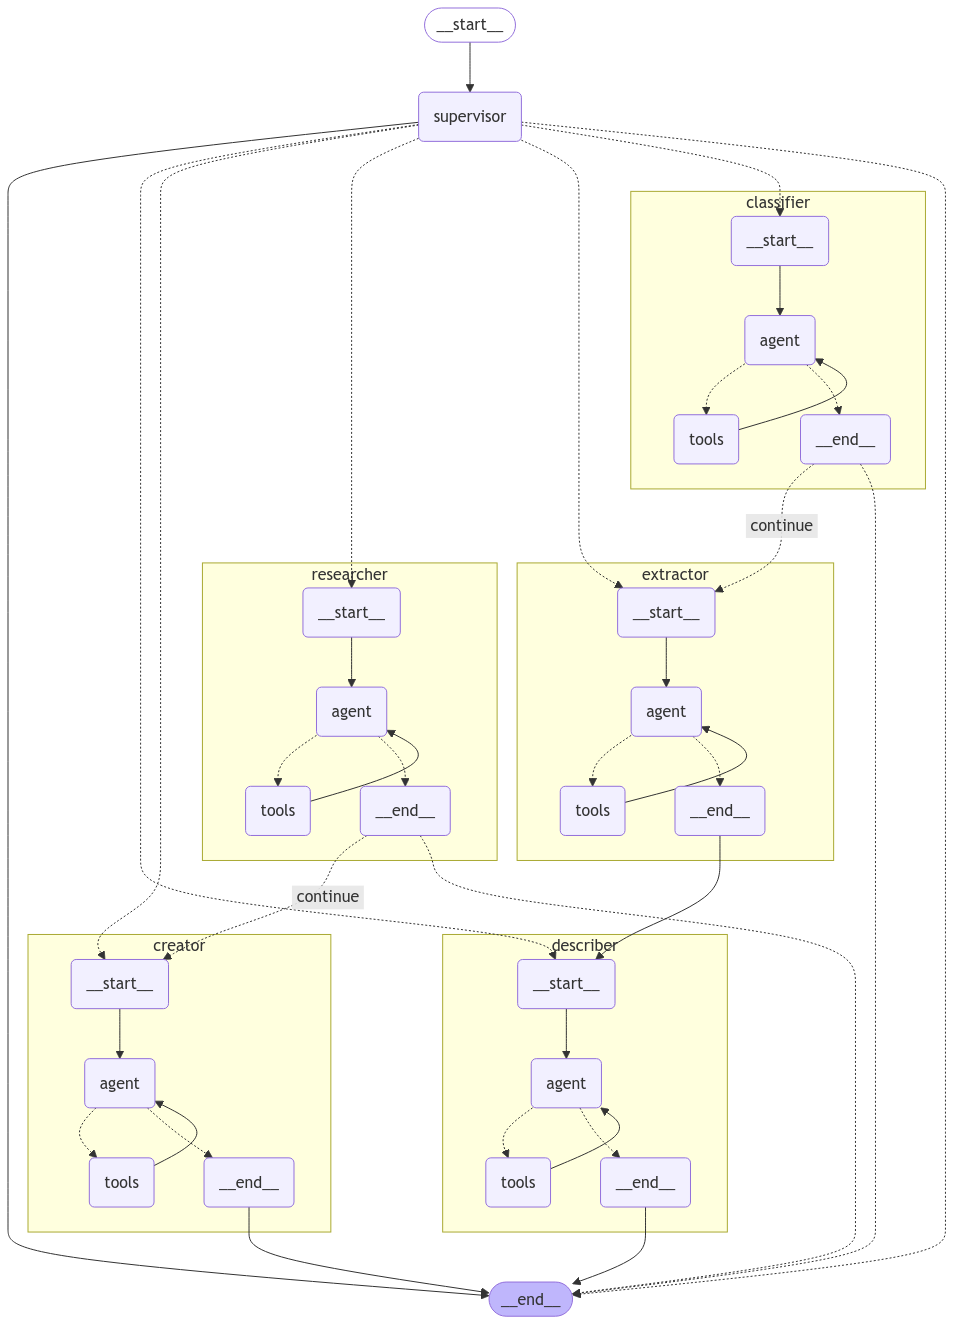 __start__
supervisor
classifier
__start__
agent
tools
__end__
continue
researcher
__start__
agent
tools
__end__
extractor
__start__
agent
tools
__end__
continue
creator
__start__
agent
tools
__end__
describer
__start__
agent
tools
__end__
__end__